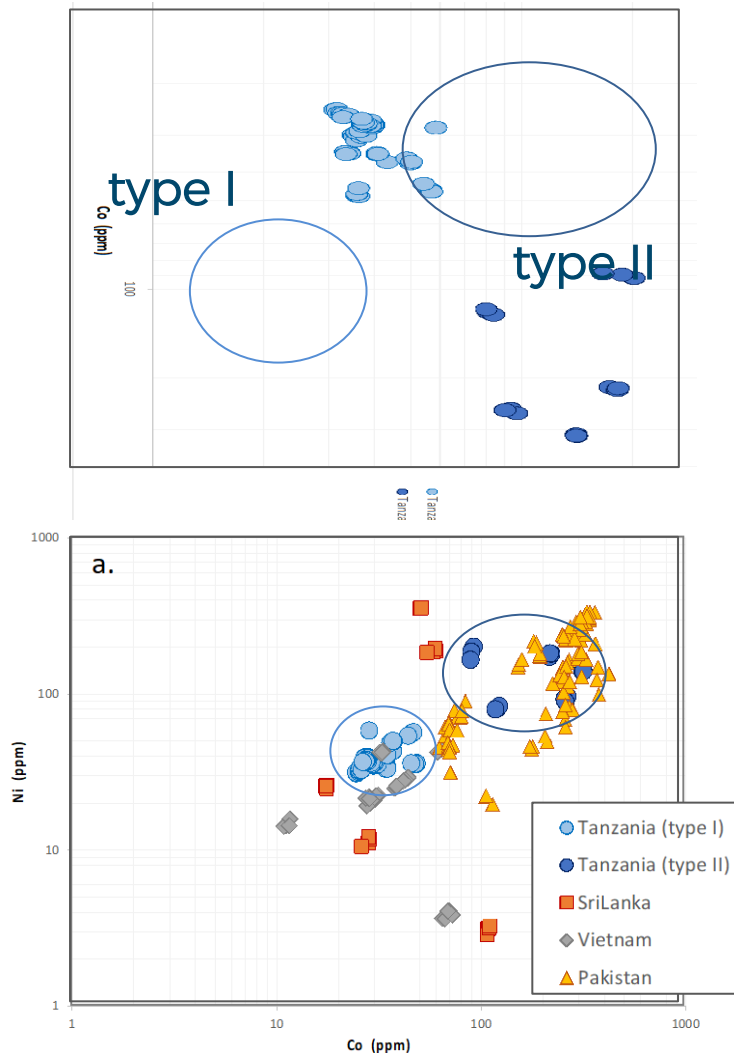 type I
Co (ppm)
type II
100
Tanza
Tanza
1000
a.
100
Ni (ppm)
Tanzania (type I)
10
Tanzania (type II)
SriLanka
Vietnam
Pakistan
1
1
10
100
1000
Co (ppm)